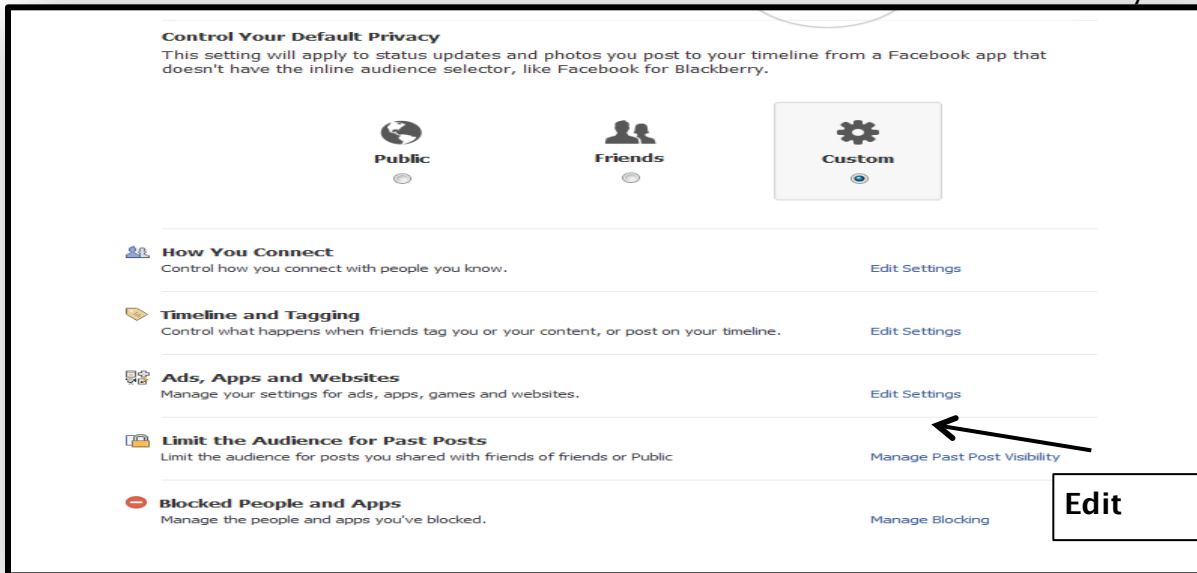 Control Your Default Privacy
This setting will apply to status updates and photos you post to your timeline from a Facebook app that
doesn't have the inline audience selector, like Facebook for Blackberry.
Public Friends Custom
How You Connect
Control how you connect with people you know. Edit Settings
Timeline and Tagging
Control what happens when friends tag you or your content, or post on your timeline. Edit Settings
Ads, Apps and Websites
Manage your settings for ads, apps, games and websites. Edit Settings
Limit the Audience for Past Posts
Limit the audience for posts you shared with friends of friends or Public Manage Past Post Visibility
Edit
Blocked People and Apps
Manage the people and apps you've blocked. Manage Blocking